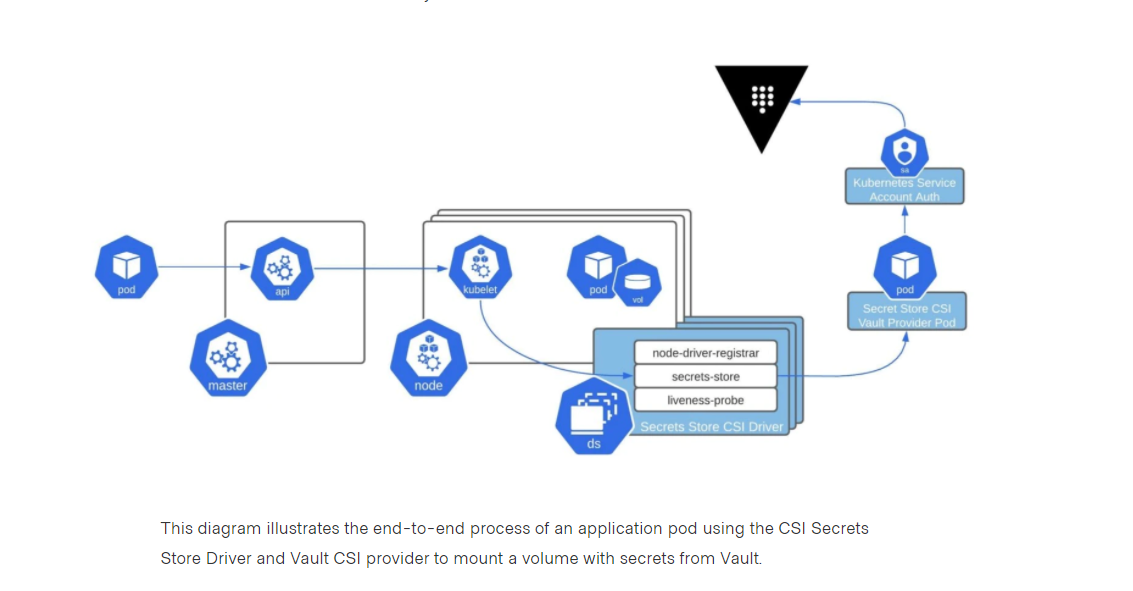 sa
Kubernetes Service
Account Auth
pod
api
kubelet
pod
vol
pod
Secret Store CSI
Vault Provider Pod
master
node
node-driver-registrar
secrets-store
liveness-probe
Secrets Store CSI Driver
ds
This diagram illustrates the end-to-end process of an application pod using the CSI Secrets
Store Driver and Vault CSI provider to mount a volume with secrets from Vault.